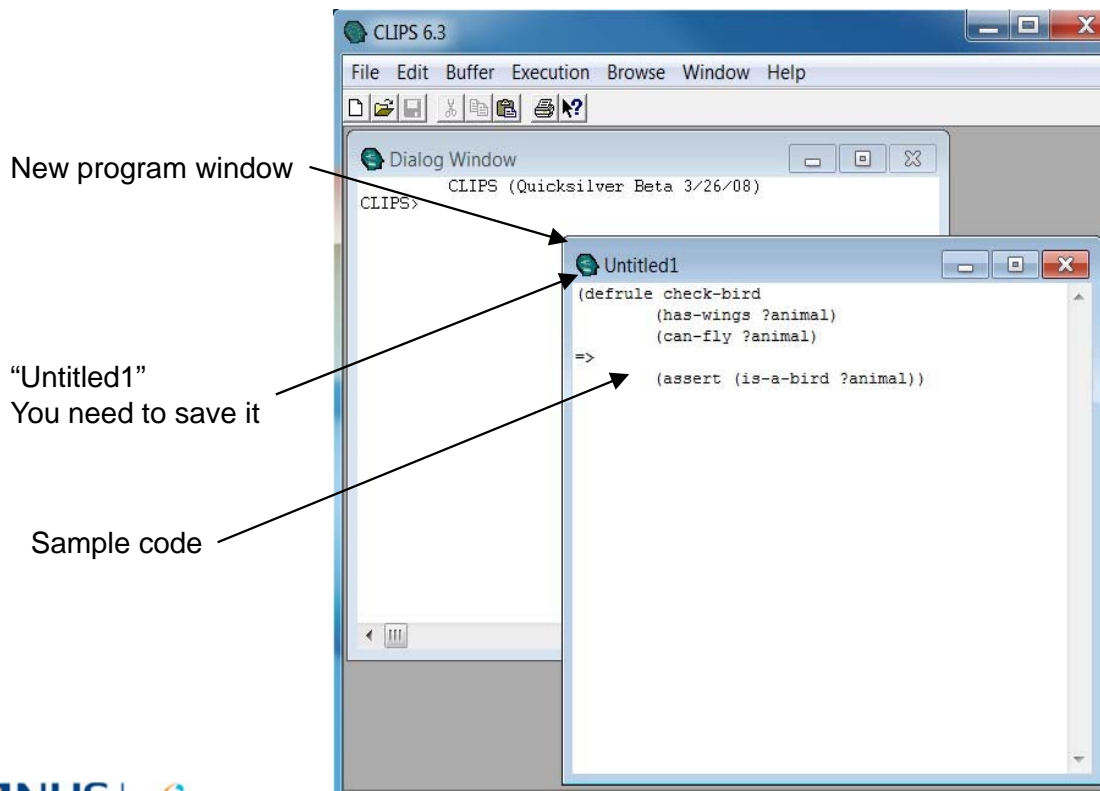 CLIPS 6.3
File Edit Buffer Execution Browse Window Help
Dialog Window
CLIPS (Quicksilver Beta 3/26/08)
CLIPS>
New program window
Untitled1
(defrule check-bird
(has-wings ?animal)
(can-fly ?animal)
=>
(assert (is-a-bird ?animal))
“Untitled1”
You need to save it
Sample code